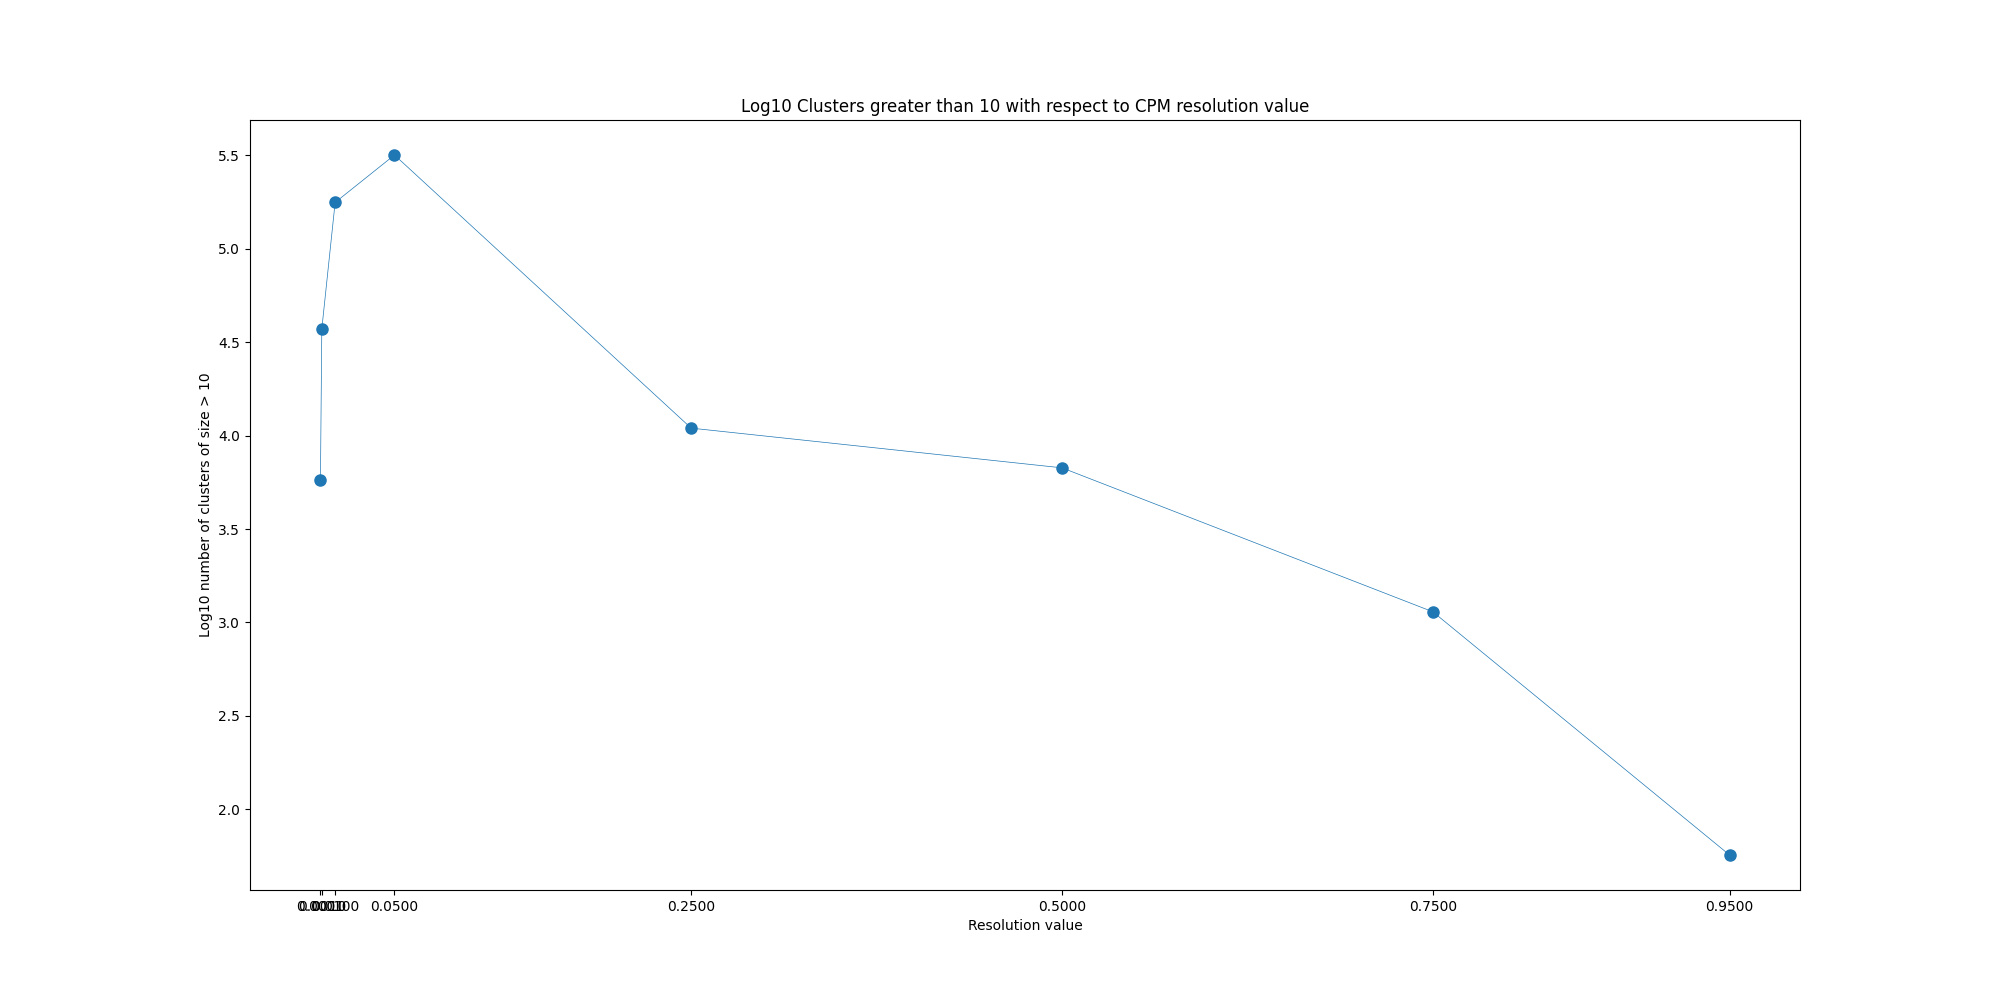 Log10 Clusters greater than 10 with respect to CPM resolution value
5.5
5.0
4.5
4.0
3.5
3.0
2.5
2.0
Log10 number of clusters of size > 10
0.0500 0.2500 0.5000 0.7500 0.9500
Resolution value